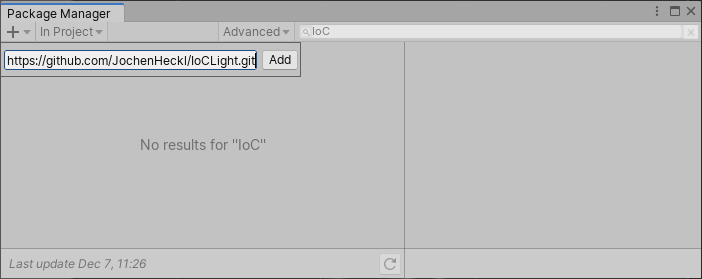 Package Manager
+ In Project Advanced IoC
https://github.com/JochenHeckl/IoCLight.git Add
No results for "IoC"
Last update Dec 7, 11:26